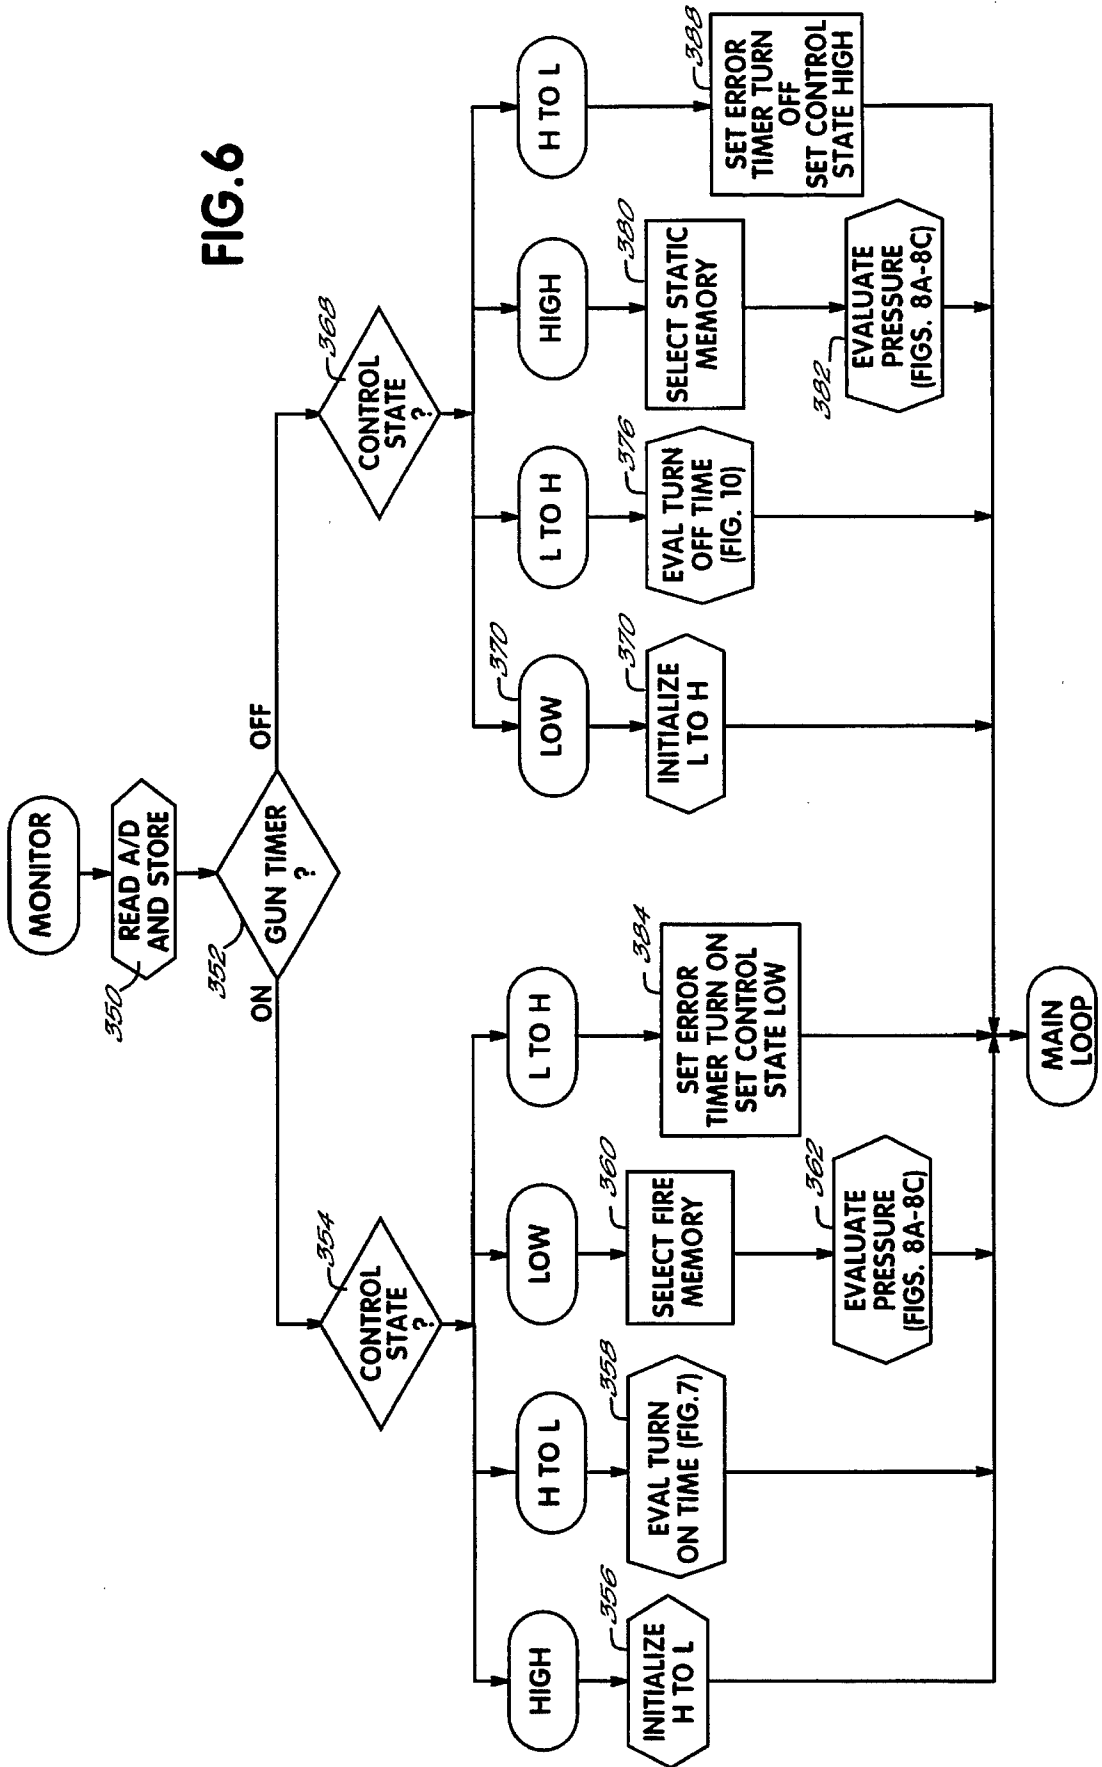 FIG.6
MONITOR
READ A/D
AND STORE
350
GUN TIMER
?
352
ON
OFF
CONTROL
STATE
?
354
HIGH
INITIALIZE
H TO L
356
H TO L
EVAL TURN
ON TIME (FIG.7)
358
LOW
SELECT FIRE
MEMORY
360
EVALUATE
PRESSURE
(FIGS. 8A-8C)
362
L TO H
SET ERROR
TIMER TURN ON
SET CONTROL
STATE LOW
384
CONTROL
STATE
?
368
LOW
370
INITIALIZE
L TO H
370
L TO H
EVAL TURN
OFF TIME
(FIG. 10)
376
HIGH
SELECT STATIC
MEMORY
380
EVALUATE
PRESSURE
(FIGS. 8A-8C)
382
H TO L
SET ERROR
TIMER TURN
OFF
SET CONTROL
STATE HIGH
388
MAIN
LOOP